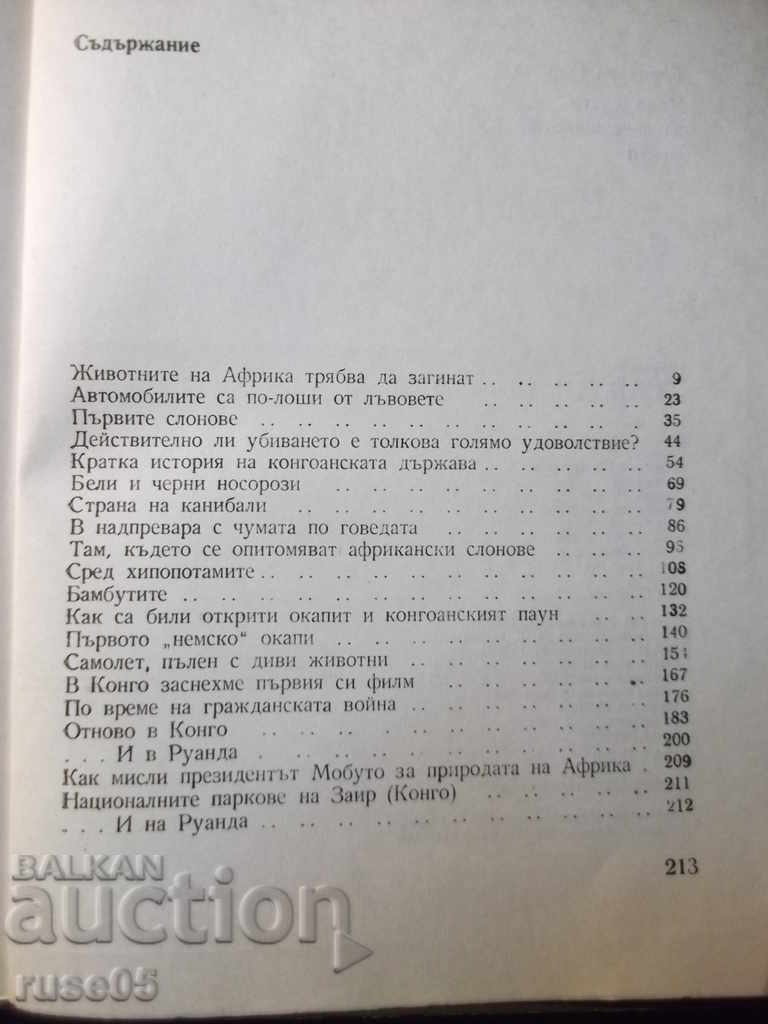 Съдържание
Животните на Африка трябва да загинат . . . . . . . . . . . . 9
Автомобилите са по-лоши от лъвовете . . . . . . . . . . . . 23
Първите слонове . . . . . . . . . . . . . . . . . . . . . . 35
Действително ли убиването е толкова голямо удоволствие? 44
Кратка история на конгоанската държава . . . . . . . . . . . 54
Бели и черни носорози . . . . . . . . . . . . . . . . . . 69
Страна на канибали . . . . . . . . . . . . . . . . . . . . 79
В надпревара с чумата по говедата . . . . . . . . . . . . 86
Там, където се опитомяват африкански слонове . . . . . . . . 95
Сред хипопотамите . . . . . . . . . . . . . . . . . . . . 108
Бамбутите . . . . . . . . . . . . . . . . . . . . . . . . 120
Как са били открити окапит и конгоанският паун . . . . . . 132
Първото „немско“ окапи . . . . . . . . . . . . . . . . . . 140
Самолет, пълен с диви животни . . . . . . . . . . . . . . 151
В Конго заснехме първия си филм . . . . . . . . . . . . 167
По време на гражданската война . . . . . . . . . . . . . . 176
Отново в Конго . . . . . . . . . . . . . . . . . . . . 183
. . . И в Руанда . . . . . . . . . . . . . . . . . . . . 200
Как мисли президентът Мобуто за природата на Африка . 209
Националните паркове на Заир (Конго) . . . . . . . . . . 211
. . . И на Руанда . . . . . . . . . . . . . . . . . . . . 212
213
BALKAN
auction
ruse05